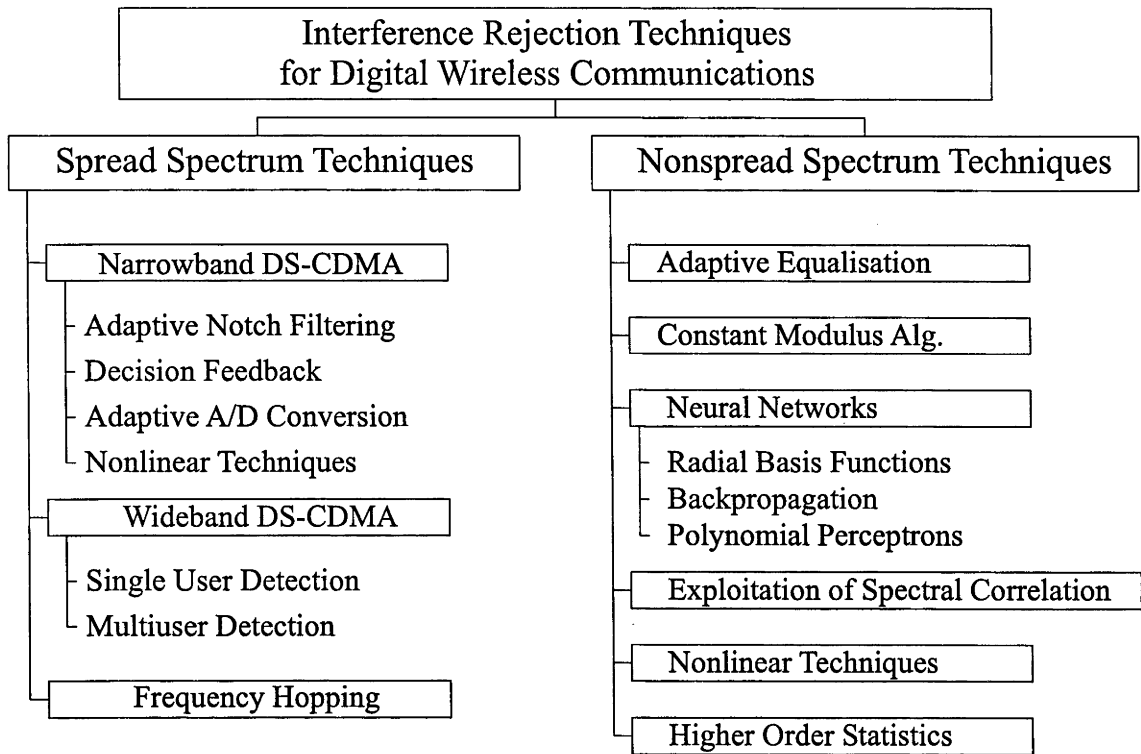 Interference Rejection Techniques
for Digital Wireless Communications
Spread Spectrum Techniques
Narrowband DS-CDMA
Adaptive Notch Filtering
Decision Feedback
Adaptive A/D Conversion
Nonlinear Techniques
Wideband DS-CDMA
Single User Detection
Multiuser Detection
Frequency Hopping
Nonspread Spectrum Techniques
Adaptive Equalisation
Constant Modulus Alg.
Neural Networks
Radial Basis Functions
Backpropagation
Polynomial Perceptrons
Exploitation of Spectral Correlation
Nonlinear Techniques
Higher Order Statistics